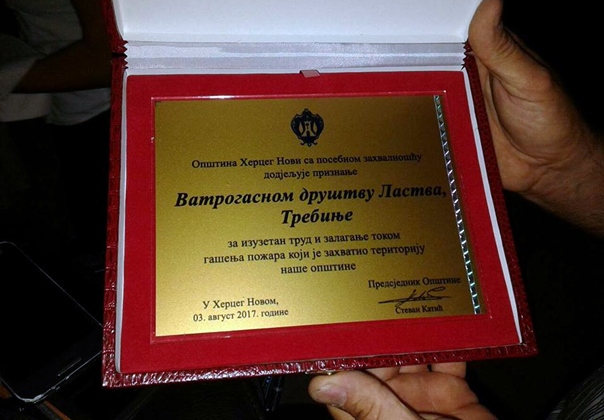 Општина Херцег Нови са посебном захвалношћу
додјељује признање
Ватрогасном друштву Ластва,
Требиње
за изузетан труд и залагање током
гашења пожара који је захватио територију
наше општине
Предсједник Општине
У Херцег Новом,
03. август 2017. године
Стеван Катић